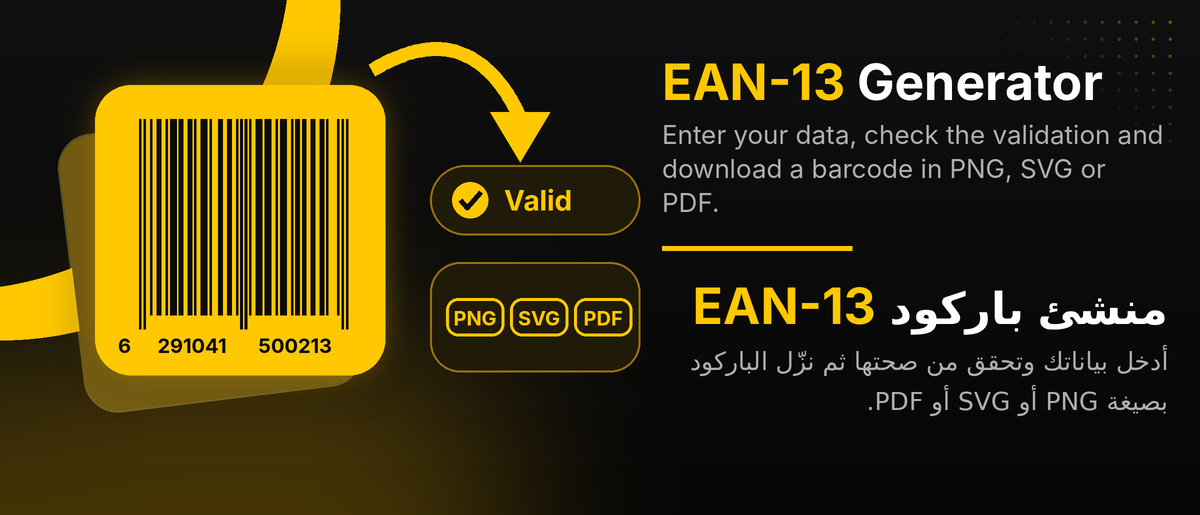 6 291041 500213
Valid
PNG SVG PDF
EAN-13 Generator
Enter your data, check the validation and
download a barcode in PNG, SVG or
PDF.
منشئ باركود EAN-13
أدخل بياناتك وتحقق من صحتها ثم نزّل الباركود
بصيغة PNG أو SVG أو PDF.